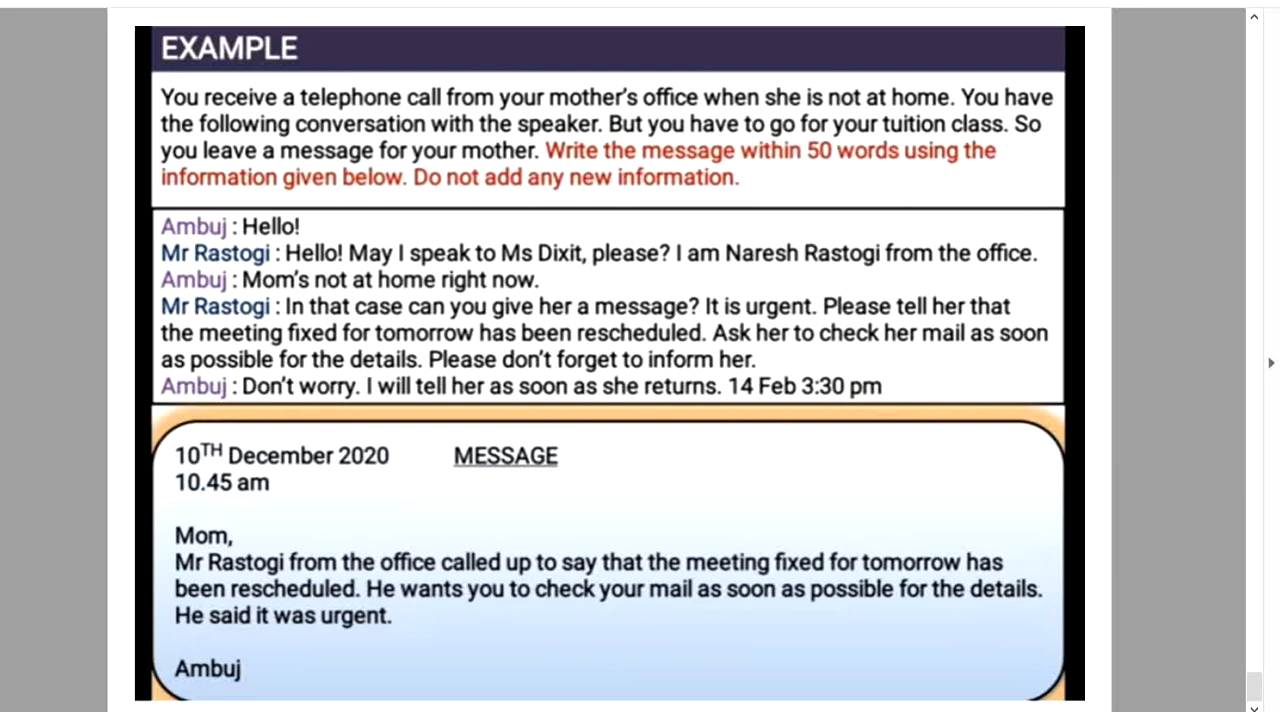 EXAMPLE
You receive a telephone call from your mother's office when she is not at home. You have
the following conversation with the speaker. But you have to go for your tuition class. So
you leave a message for your mother. Write the message within 50 words using the
information given below. Do not add any new information.
Ambuj : Hello!
Mr Rastogi : Hello! May I speak to Ms Dixit, please? I am Naresh Rastogi from the office.
Ambuj : Mom's not at home right now.
Mr Rastogi : In that case can you give her a message? It is urgent. Please tell her that
the meeting fixed for tomorrow has been rescheduled. Ask her to check her mail as soon
as possible for the details. Please don't forget to inform her.
Ambuj : Don't worry. I will tell her as soon as she returns. 14 Feb 3:30 pm
10TH December 2020 MESSAGE
10.45 am
Mom,
Mr Rastogi from the office called up to say that the meeting fixed for tomorrow has
been rescheduled. He wants you to check your mail as soon as possible for the details.
He said it was urgent.
Ambuj